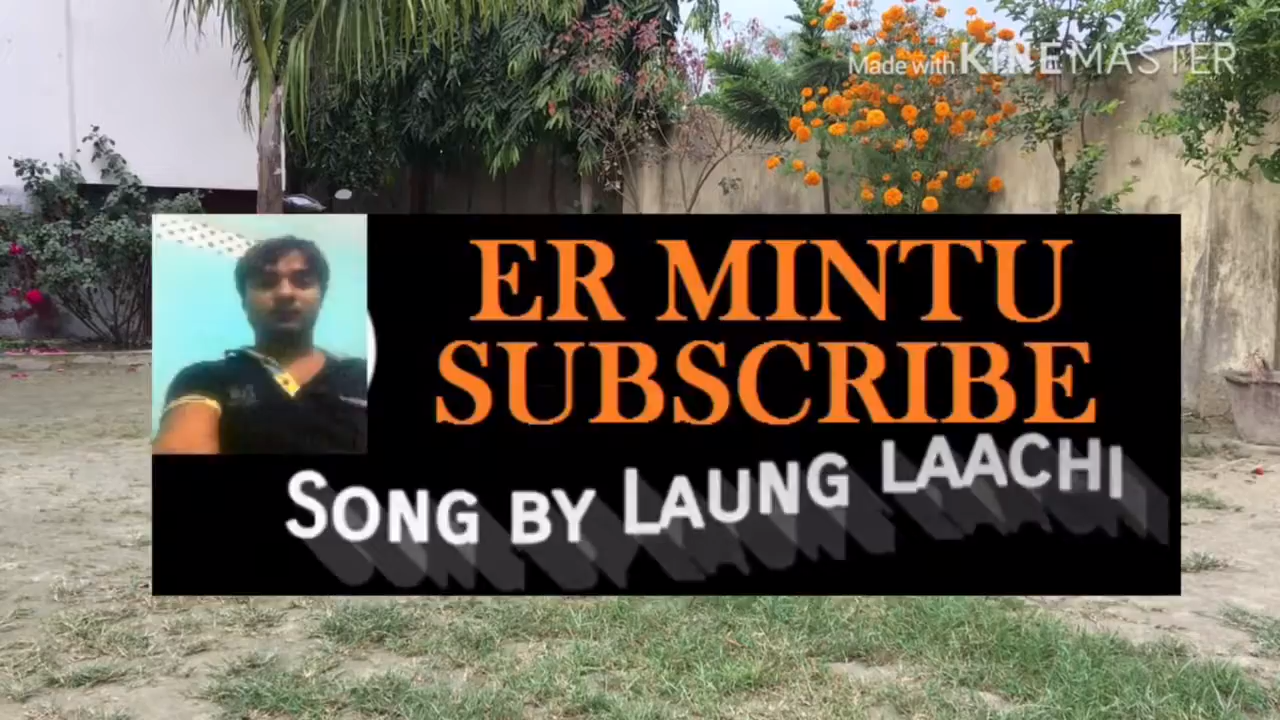 Made with KINEMASTER
ER MINTU
SUBSCRIBE
SONG BY LAUNG LAACHI